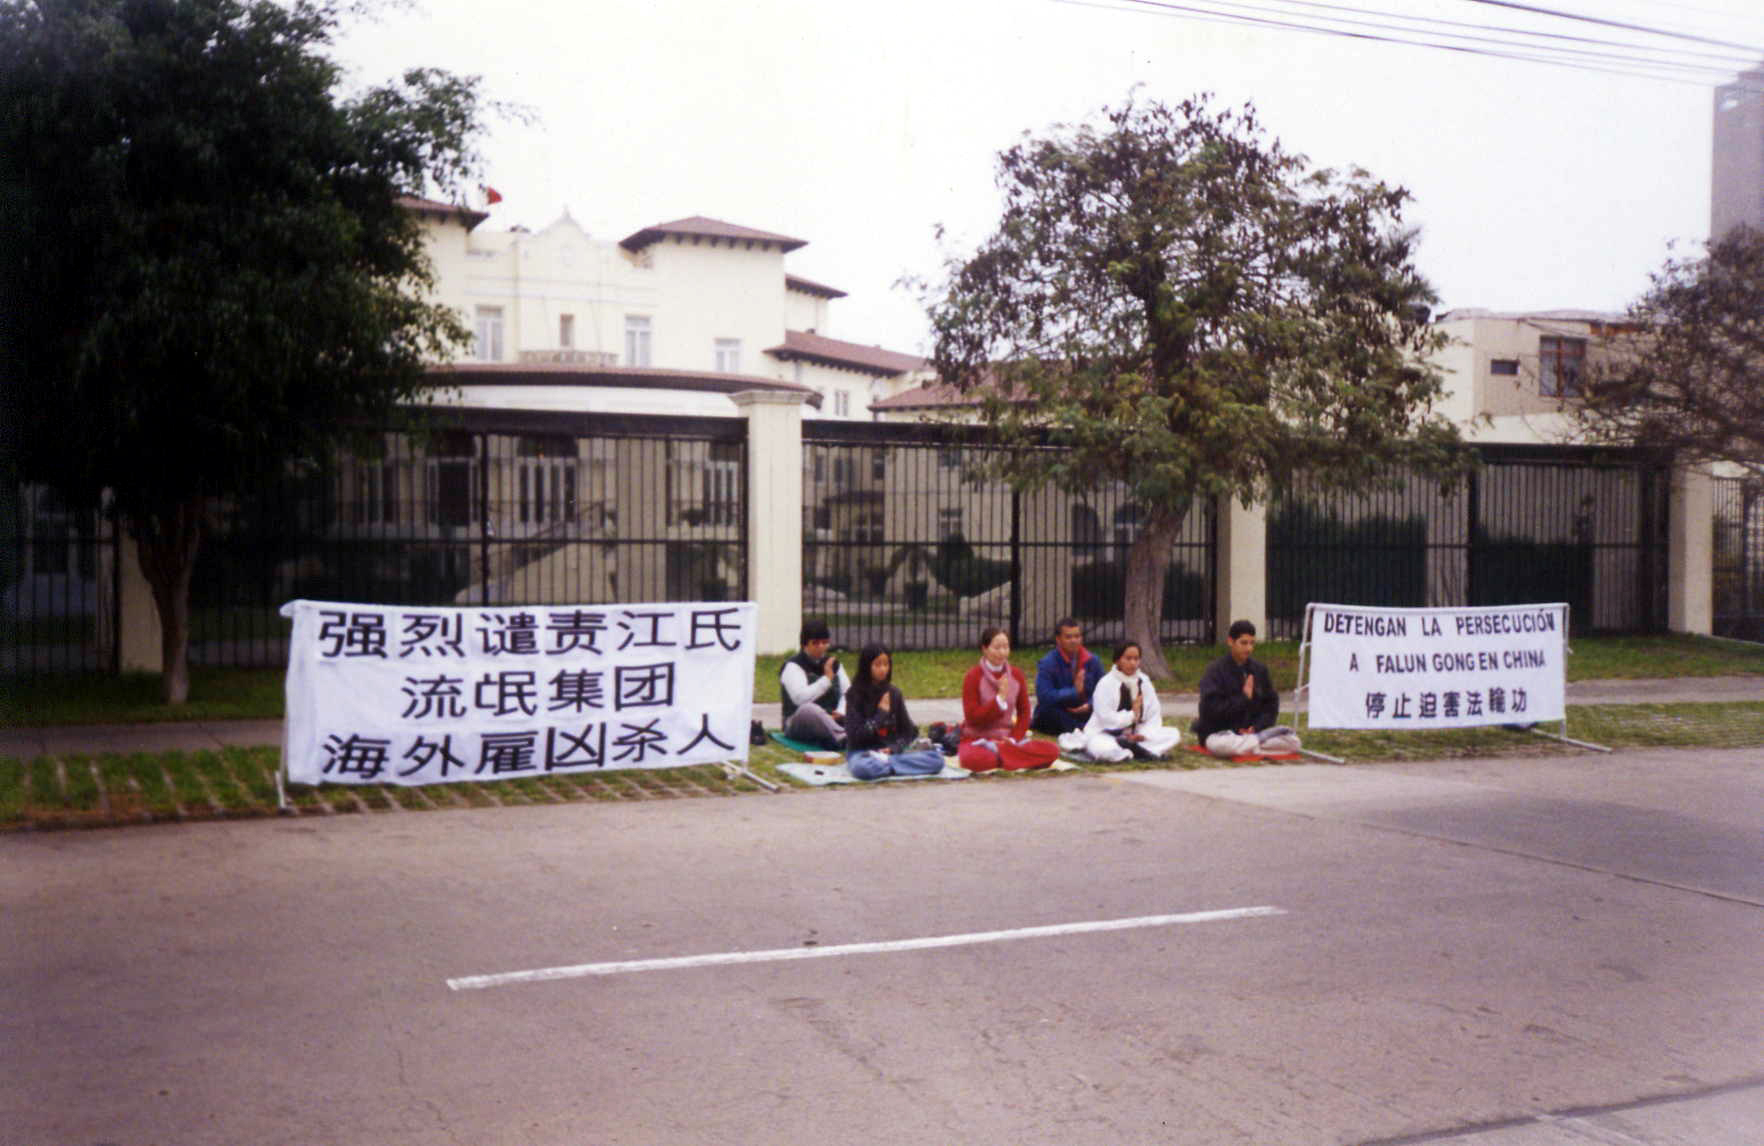 强烈谴责江氏
流氓集团
海外雇凶杀人
DETENGAN LA PERSECUCIÓN
A FALUN GONG EN CHINA
停止迫害法輪功